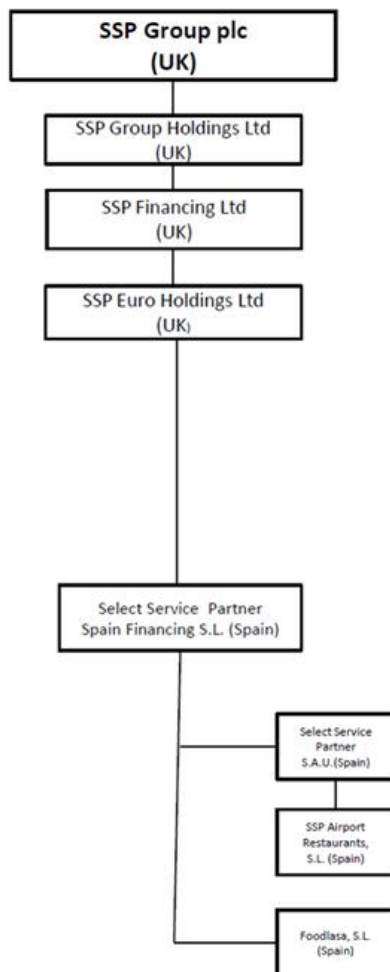 SSP Group plc
(UK)
SSP Group Holdings Ltd
(UK)
SSP Financing Ltd
(UK)
SSP Euro Holdings Ltd
(UK)
Select Service Partner
Spain Financing S.L. (Spain)
Select Service
Partner
S.A.U.(Spain)
SSP Airport
Restaurants,
S.L. (Spain)
Foodlasa, S.L.
(Spain)